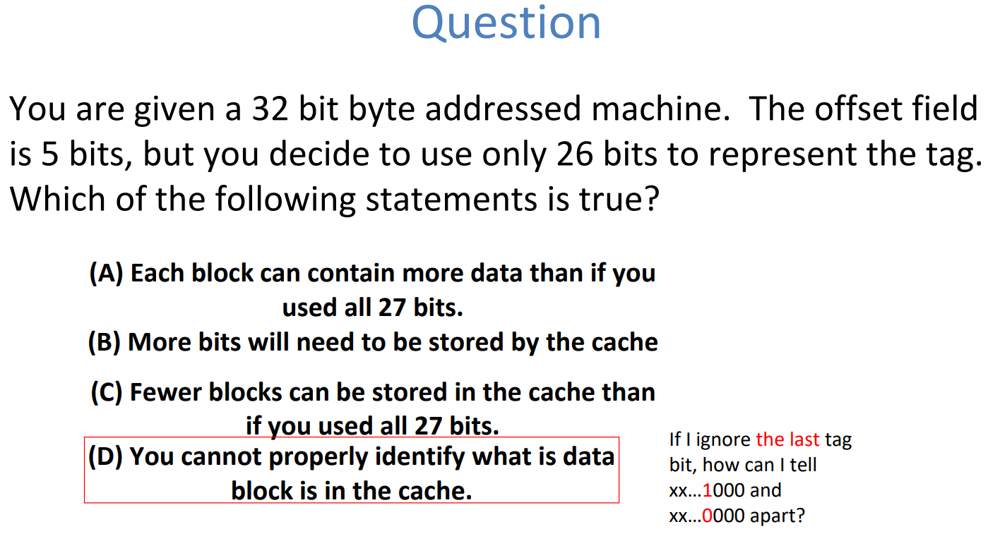 Question
You are given a 32 bit byte addressed machine.  The offset field
is 5 bits, but you decide to use only 26 bits to represent the tag.
Which of the following statements is true?
(A) Each block can contain more data than if you
used all 27 bits.
(B) More bits will need to be stored by the cache
(C) Fewer blocks can be stored in the cache than
if you used all 27 bits.
(D) You cannot properly identify what is data
block is in the cache.
If I ignore the last tag
bit, how can I tell
xx...1000 and
xx...0000 apart?